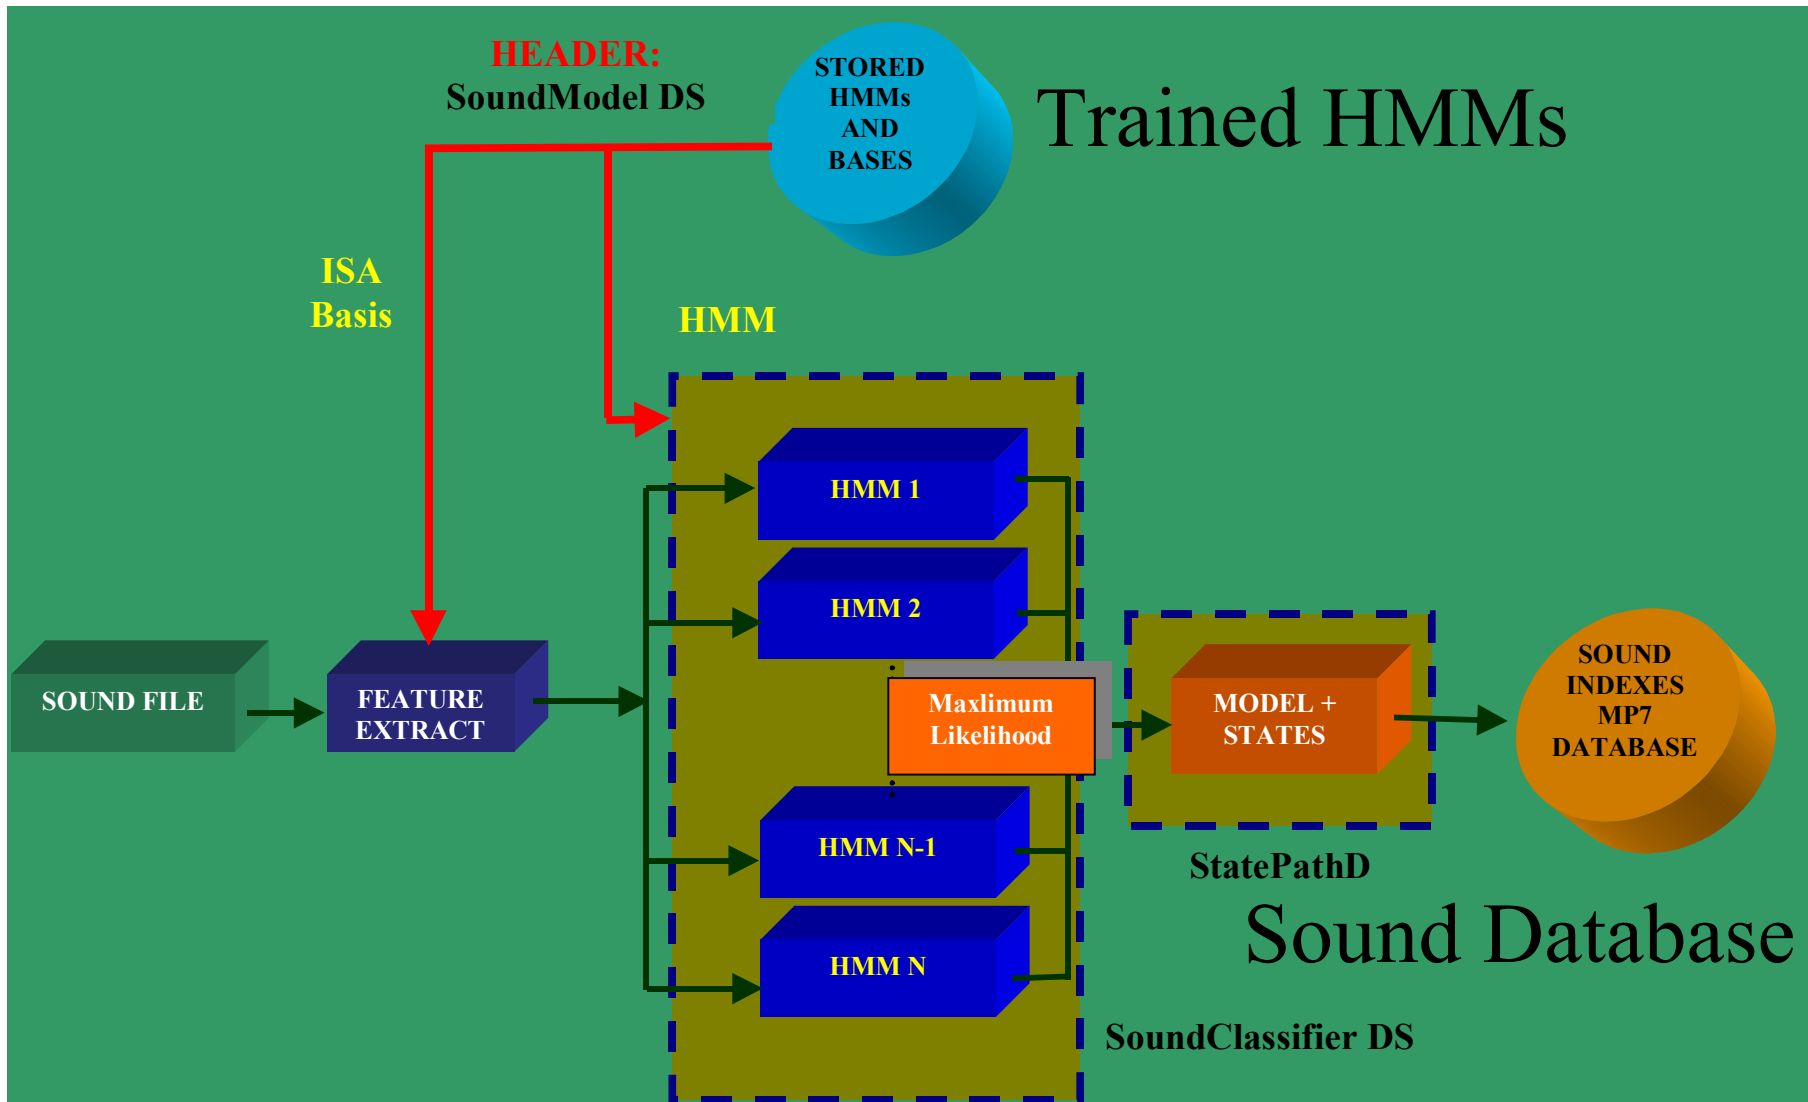 HEADER:
SoundModel DS
STORED
HMMs
AND
BASES
Trained HMMs
ISA
Basis
HMM
HMM 1
HMM 2
SOUND FILE
FEATURE
EXTRACT
Maxlimum
Likelihood
MODEL +
STATES
SOUND
INDEXES
MP7
DATABASE
HMM N-1
StatePathD
Sound Database
HMM N
SoundClassifier DS